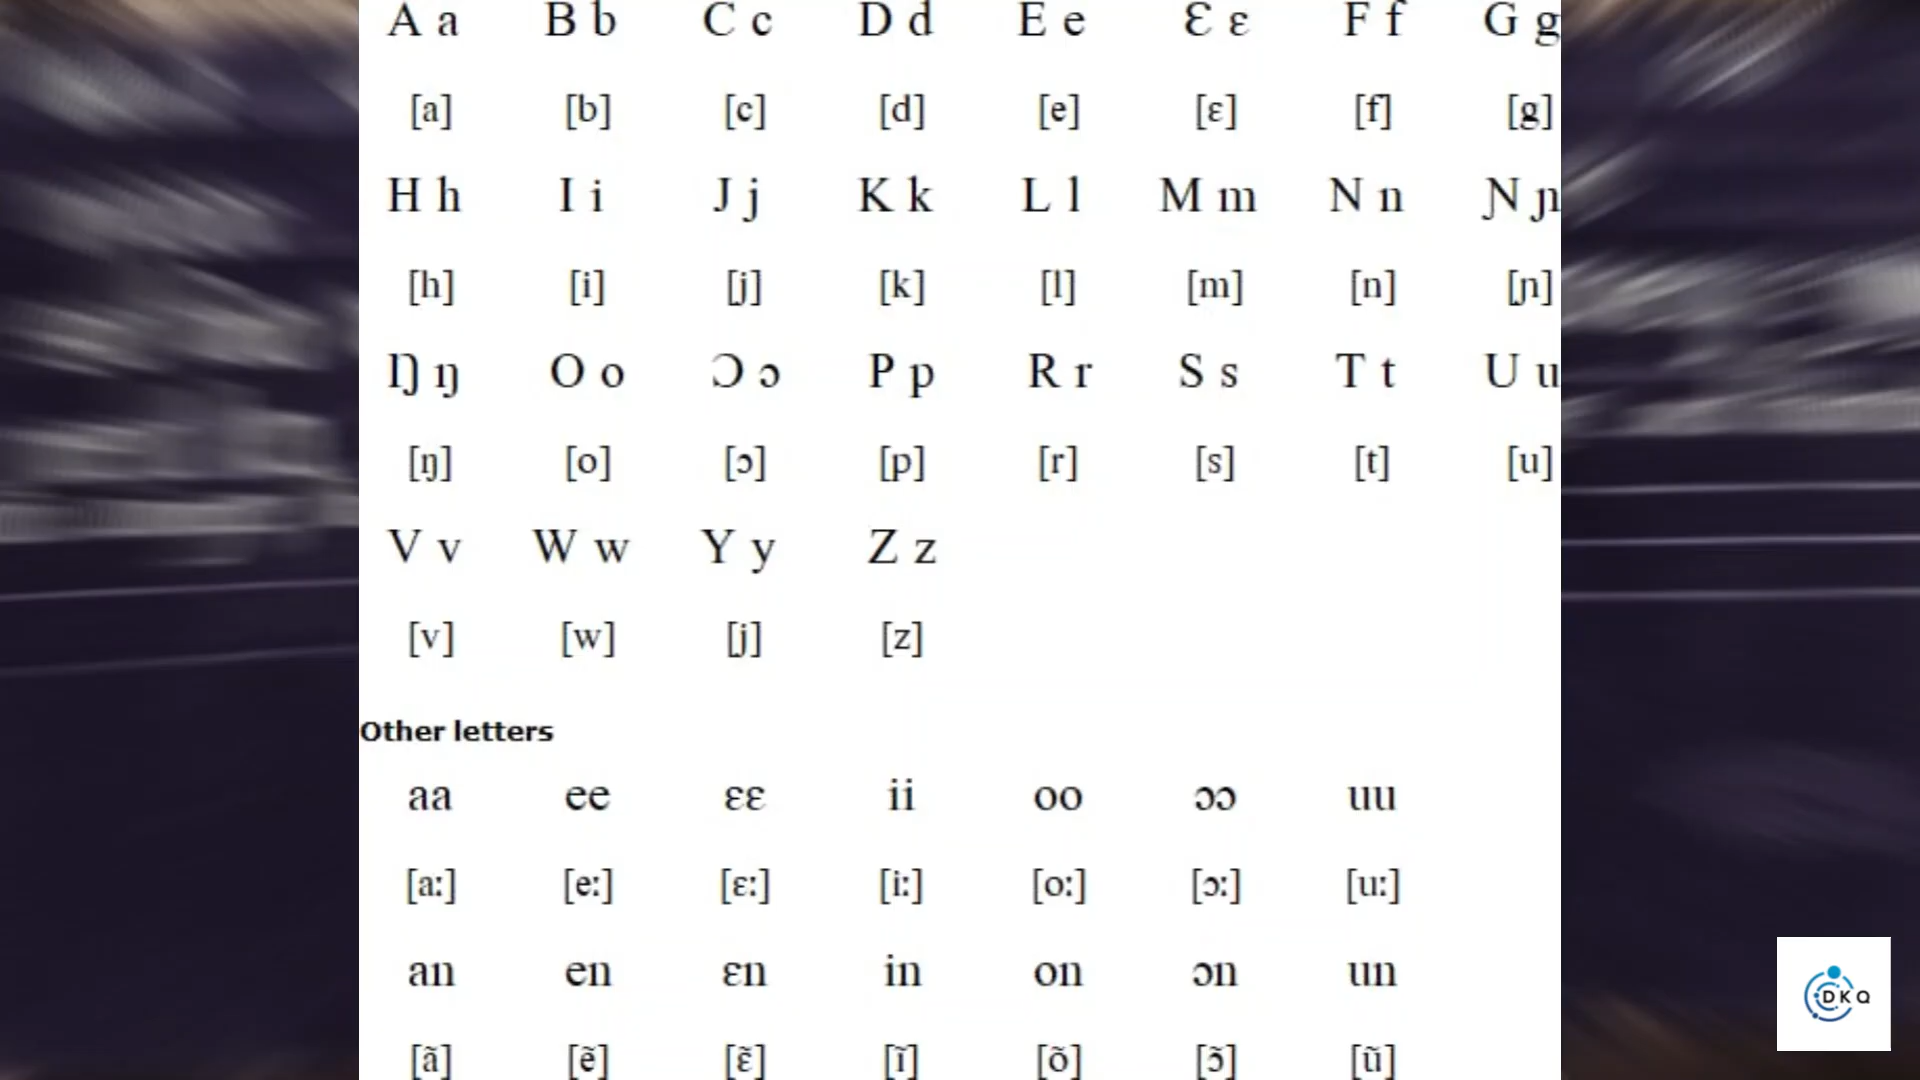 A a B b C c D d E e Ɛ ɛ F f G g
[a] [b] [c] [d] [e] [ɛ] [f] [g]
H h I i J j K k L l M m N n Ɲ ɲ
[h] [i] [j] [k] [l] [m] [n] [ɲ]
Ŋ ŋ O o Ɔ ɔ P p R r S s T t U u
[ŋ] [o] [ɔ] [p] [r] [s] [t] [u]
V v W w Y y Z z
[v] [w] [j] [z]
Other letters
aa ee ɛɛ ii oo ɔɔ uu
[aː] [eː] [ɛː] [iː] [oː] [ɔː] [uː]
an en ɛn in on ɔn un
[ã] [ẽ] [ɛ̃] [ĩ] [õ] [ɔ̃] [ũ]
DKQ